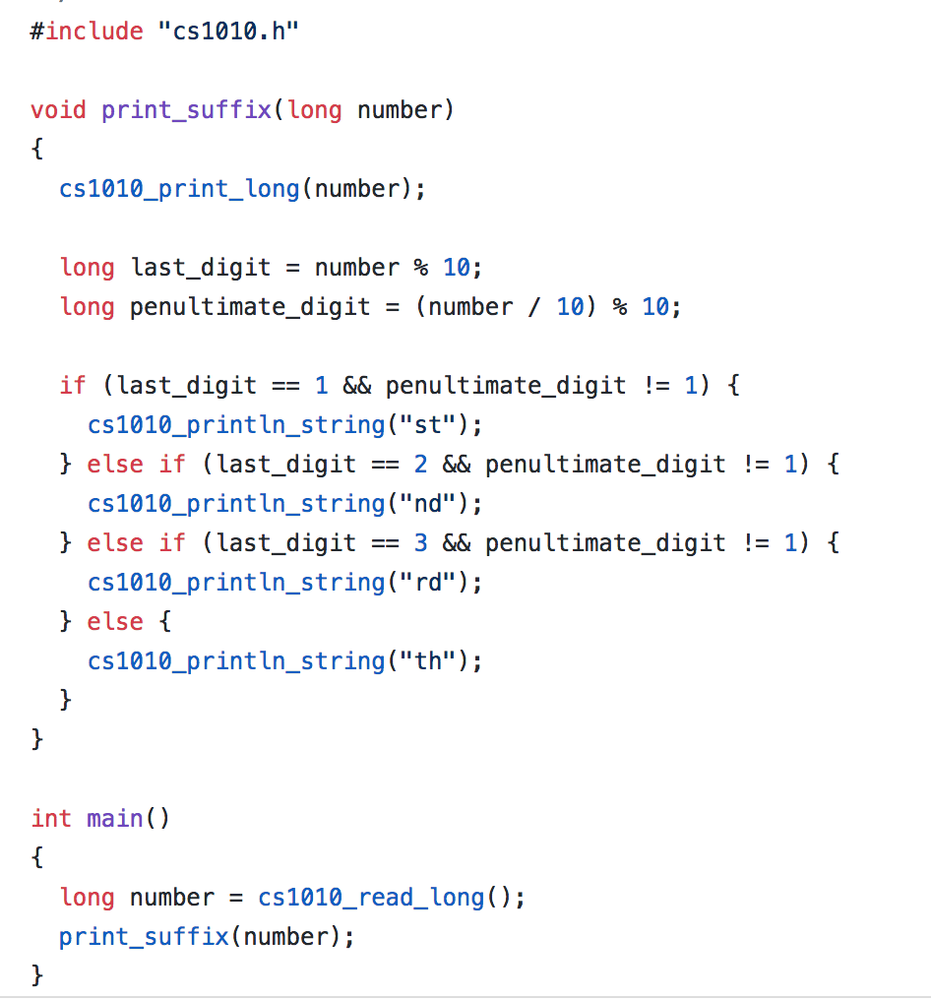 #include "cs1010.h"

void print_suffix(long number)
{
  cs1010_print_long(number);

  long last_digit = number % 10;
  long penultimate_digit = (number / 10) % 10;

  if (last_digit == 1 && penultimate_digit != 1) {
    cs1010_println_string("st");
  } else if (last_digit == 2 && penultimate_digit != 1) {
    cs1010_println_string("nd");
  } else if (last_digit == 3 && penultimate_digit != 1) {
    cs1010_println_string("rd");
  } else {
    cs1010_println_string("th");
  }
}

int main()
{
  long number = cs1010_read_long();
  print_suffix(number);
}